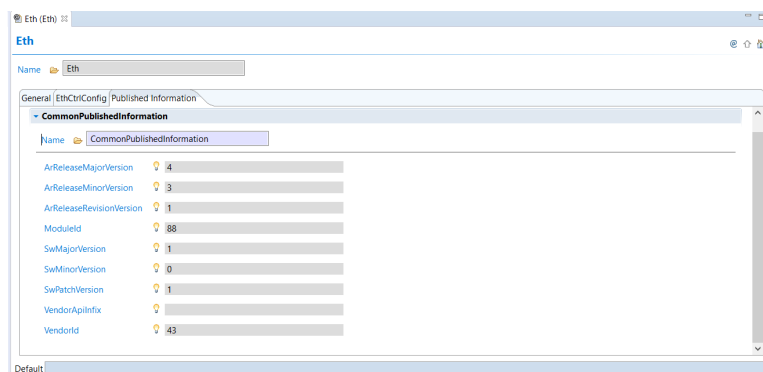 Eth (Eth)
Eth
Name Eth
General EthCtrlConfig Published Information
CommonPublishedInformation
Name CommonPublishedInformation
ArReleaseMajorVersion 4
ArReleaseMinorVersion 3
ArReleaseRevisionVersion 1
ModuleId 88
SwMajorVersion 1
SwMinorVersion 0
SwPatchVersion 1
VendorApiInfix
VendorId 43
Default